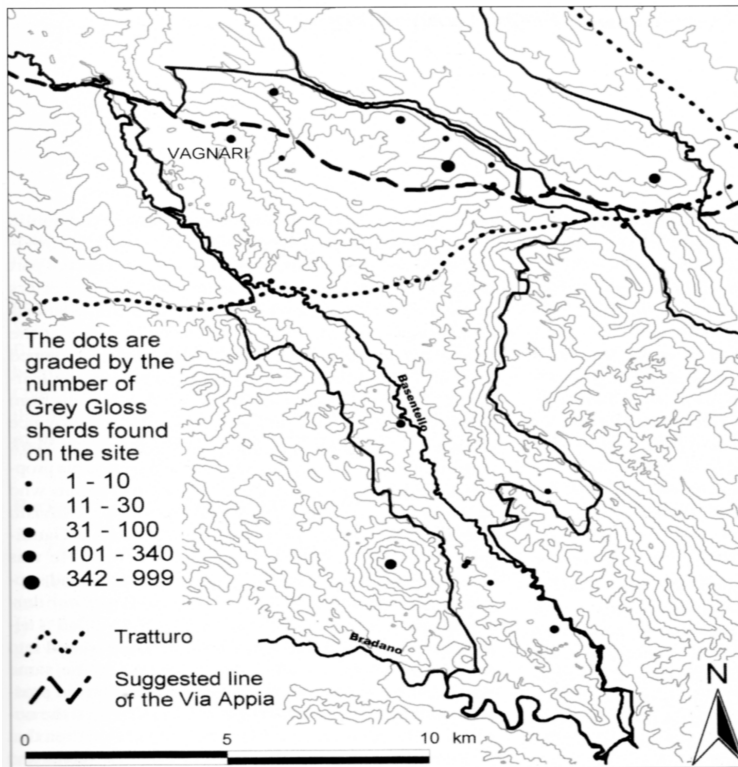 VAGNARI
The dots are
graded by the
number of
Grey Gloss
sherds found
on the site
1 - 10
11 - 30
31 - 100
101 - 340
342 - 999
Tratturo
Suggested line
of the Via Appia
Basentello
Bradano
N
0 5 10 km